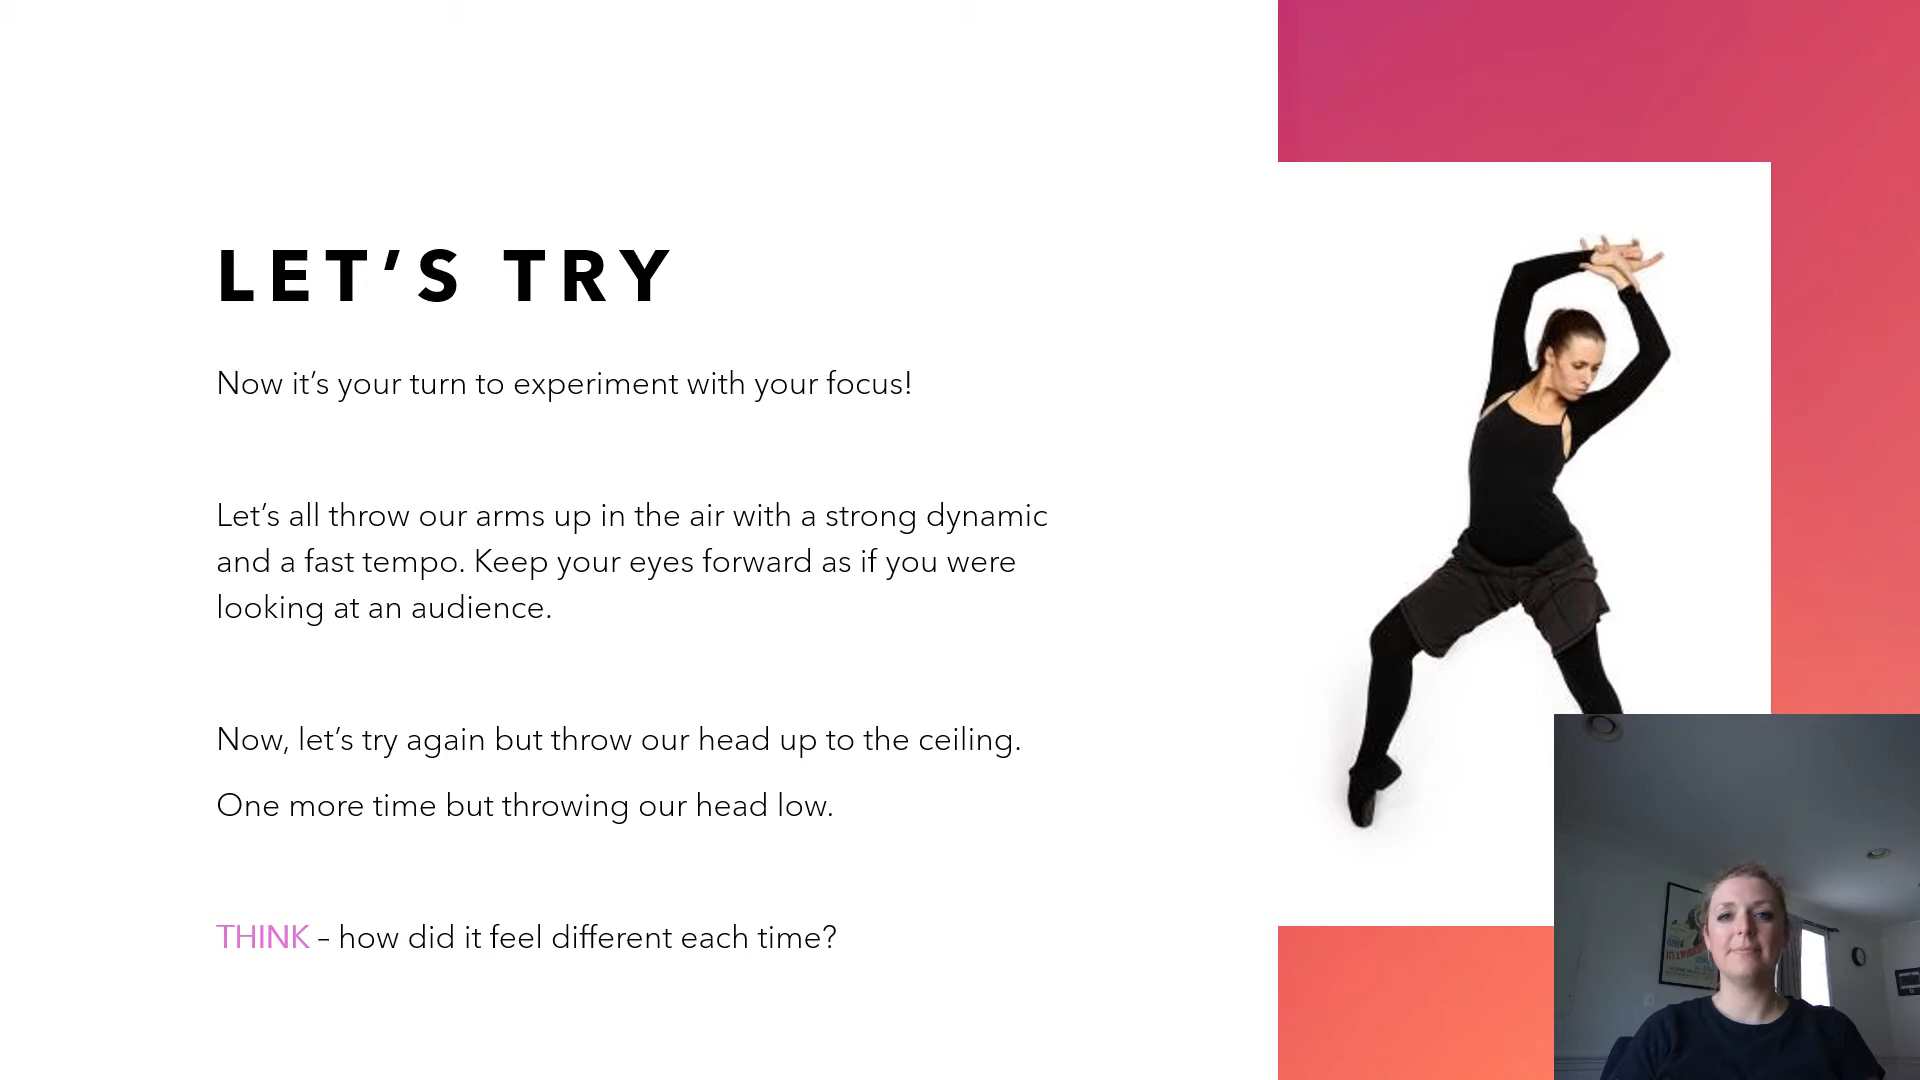 LET’S TRY
Now it’s your turn to experiment with your focus!
Let’s all throw our arms up in the air with a strong dynamic
and a fast tempo. Keep your eyes forward as if you were
looking at an audience.
Now, let’s try again but throw our head up to the ceiling.
One more time but throwing our head low.
THINK – how did it feel different each time?